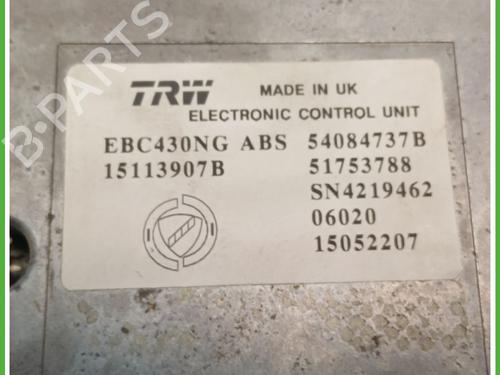 B-PARTS
TRW MADE IN UK
ELECTRONIC CONTROL UNIT
EBC430NG ABS 54084737B
15113907B 51753788
SN4219462
06020
15052207